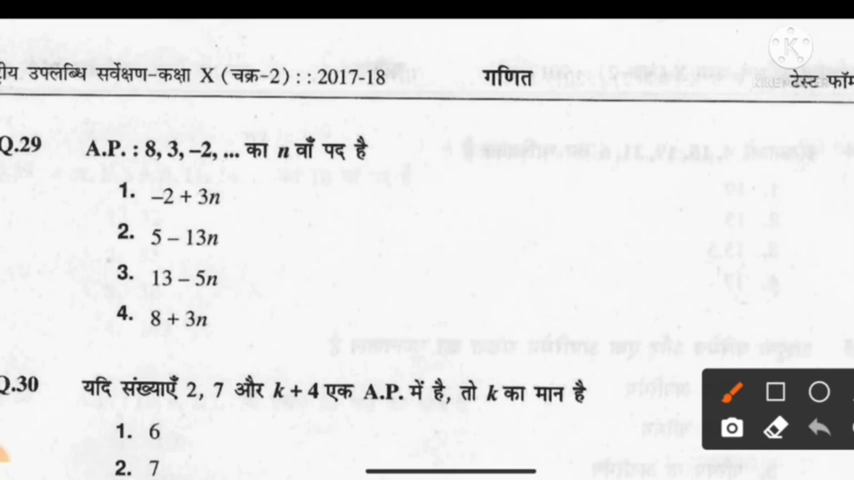 ीय उपलब्धि सर्वेक्षण-कक्षा X (चक्र-2) : : 2017-18 गणित टेस्ट फॉम
Q.29 A.P. : 8, 3, –2, ... का n वाँ पद है
1. –2 + 3n
2. 5 – 13n
3. 13 – 5n
4. 8 + 3n
Q.30 यदि संख्याएँ 2, 7 और k + 4 एक A.P. में है, तो k का मान है
1. 6
2. 7